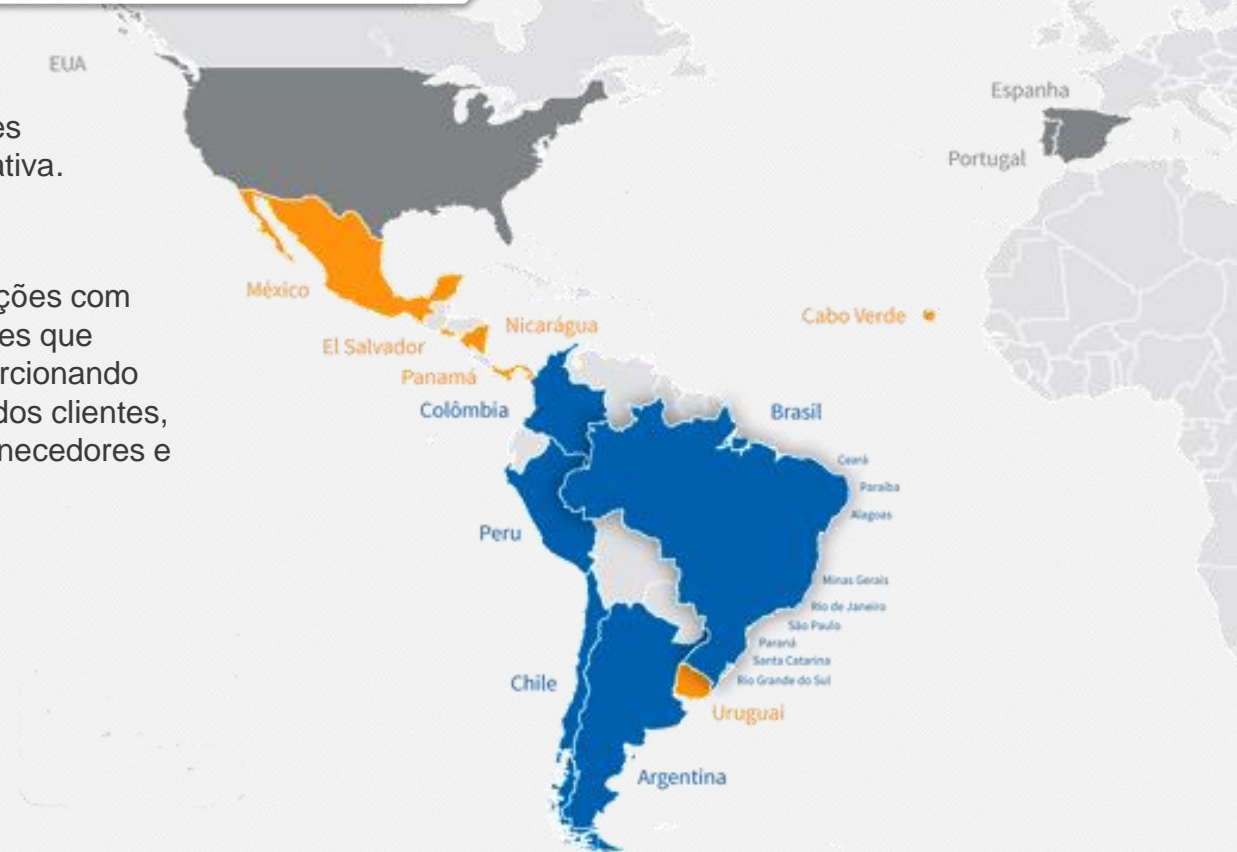 EUA
es
ativa.
ções com
es que
orcionando
dos clientes,
necedores e
Espanha
Portugal
México
Nicarágua
El Salvador
Panamá
Cabo Verde
Colômbia
Brasil
Ceará
Paraíba
Alagoas
Peru
Minas Gerais
Rio de Janeiro
São Paulo
Paraná
Santa Catarina
Rio Grande do Sul
Chile
Uruguai
Argentina